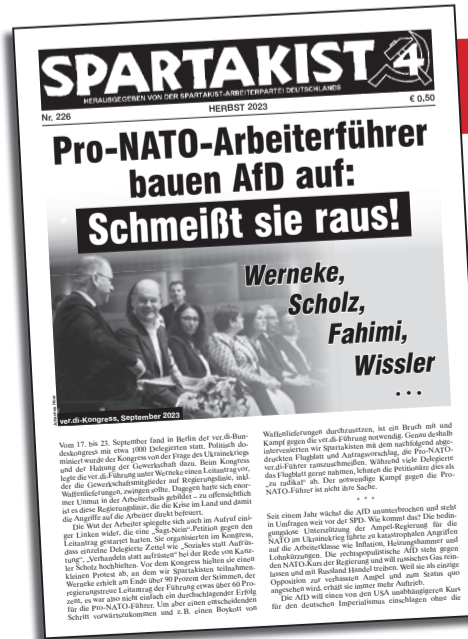 SPARTAKIST 4
HERAUSGEGEBEN VON DER SPARTAKIST-ARBEITERPARTEI DEUTSCHLANDS
Nr. 226
HERBST 2023
€ 0,50
Pro-NATO-Arbeiterführer
bauen AfD auf:
Schmeißt sie raus!
Werneke,
Scholz,
Fahimi,
Wissler
...
ver.di-Kongress, September 2023
Vom 17. bis 23. September fand in Berlin der ver.di-Bun-
deskongress mit etwa 1000 Delegierten statt. Politisch do-
miniert wurde der Kongress von der Frage des Ukrainekriegs
und der Haltung der Gewerkschaft dazu. Beim Kongress
legte die ver.di-Führung unter Werneke einen Leitantrag vor,
der die Gewerkschaftsmitglieder auf Regierungslinie, inkl.
Waffenlieferungen, zwingen sollte. Dagegen hatte sich enor-
mer Unmut in der Arbeiterbasis gebildet – zu offensichtlich
ist es diese Regierungslinie, die die Krise im Land und damit
die Angriffe auf die Arbeiter direkt befeuert.
Die Wut der Arbeiter spiegelte sich auch im Aufruf eini-
ger Linken wider, die eine „Sagt-Nein“-Petition gegen den
Leitantrag gestartet hatten. Sie organisierten im Kongress,
dass einzelne Delegierte Zettel wie „Soziales statt Aufrüs-
tung“, „Verhandeln statt aufrüsten“ bei der Rede von Kanz-
ler Scholz hochhielten. Vor dem Kongress hielten sie einen
kleinen Protest ab, an dem wir Spartakisten teilnahmen.
Werneke erhielt am Ende über 90 Prozent der Stimmen, der
regierungstreue Leitantrag der Führung etwas über 60 Pro-
zent, es war also nicht einfach ein durchschlagender Erfolg
für die Pro-NATO-Führer. Um aber einen entscheidenden
Schritt vorwärtszukommen und z.B. einen Boykott von
Waffenlieferungen durchzusetzen, ist ein Bruch mit und
Kampf gegen die ver.di-Führung notwendig. Genau deshalb
intervenierten wir Spartakisten mit dem nachfolgend abge-
druckten Flugblatt und Antragsvorschlag, die Pro-NATO-
ver.di-Führer rauszuschmeißen. Während viele Delegierte
das Flugblatt gerne nahmen, lehnten die Petitionäre dies als
„zu radikal“ ab. Der notwendige Kampf gegen die Pro-
NATO-Führer ist nicht ihre Sache.
* * *
Seit einem Jahr wächst die AfD ununterbrochen und steht
in Umfragen weit vor der SPD. Wie kommt das? Die bedin-
gungslose Unterstützung der Ampel-Regierung für die
NATO im Ukrainekrieg führte zu katastrophalen Angriffen
auf die Arbeiterklasse wie Inflation, Heizungshammer und
Lohnkürzungen. Die rechtspopulistische AfD steht gegen
den NATO-Kurs der Regierung und will russisches Gas rein-
lassen und mit Russland Handel treiben. Weil sie als einzige
Opposition zur verhassten Ampel und zum Status quo
angesehen wird, erhält sie immer mehr Auftrieb.
Die AfD will einen von den USA unabhängigeren Kurs
für den deutschen Imperialismus einschlagen ohne die